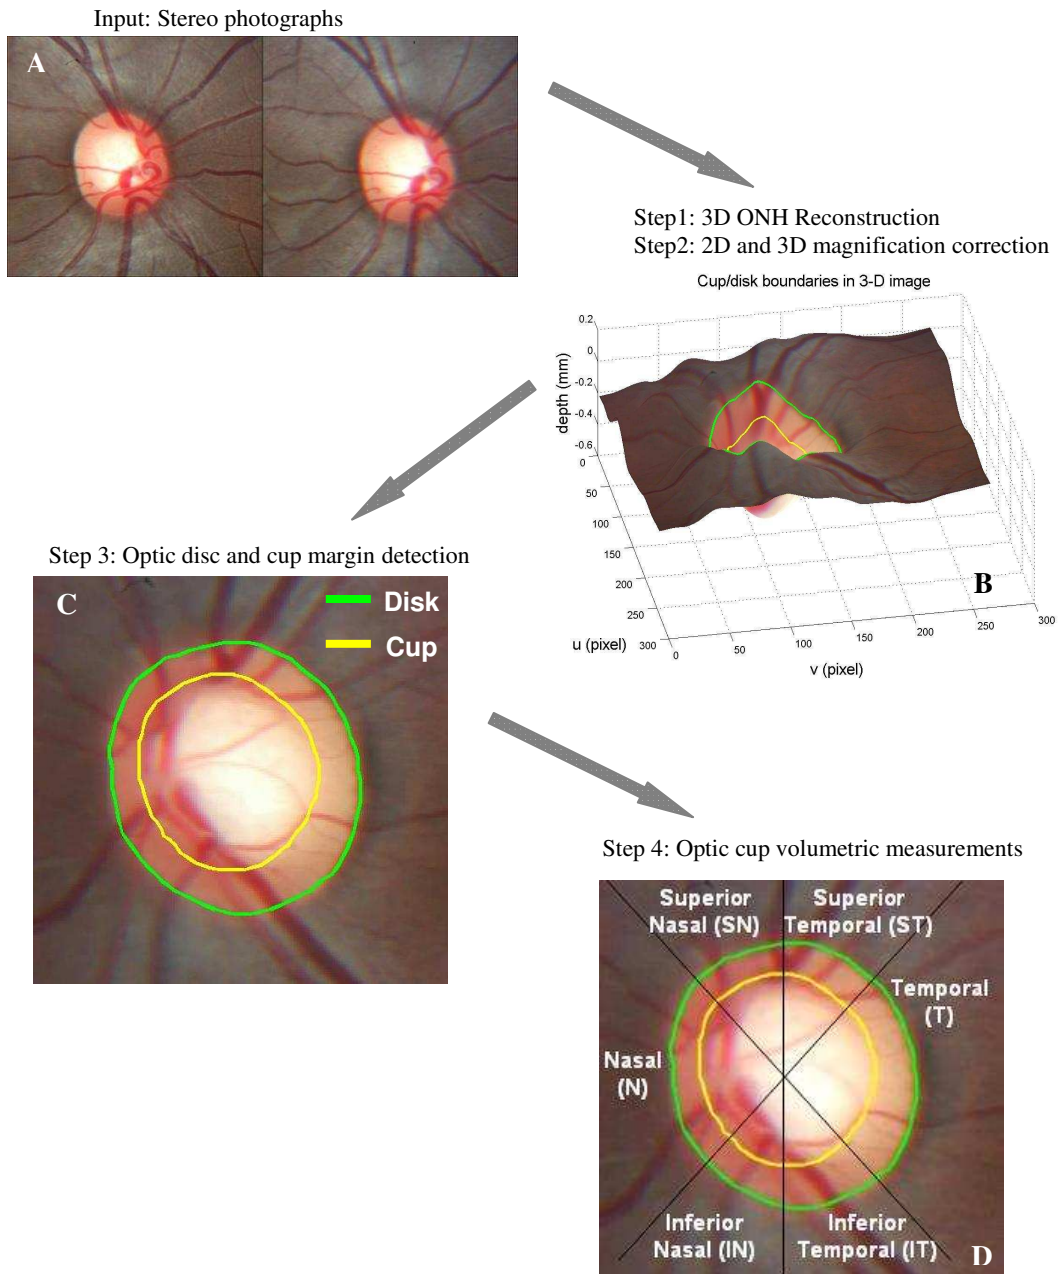 Input: Stereo photographs
A
Step1: 3D ONH Reconstruction
Step2: 2D and 3D magnification correction
Cup/disk boundaries in 3-D image
0.2
0
-0.2
-0.4
-0.6
depth (mm)
0
50
100
150
200
250
300
u (pixel)
0
50
100
150
200
250
300
v (pixel)
B
Step 3: Optic disc and cup margin detection
C
Disk
Cup
Step 4: Optic cup volumetric measurements
Superior
Nasal (SN)
Superior
Temporal (ST)
Temporal
(T)
Nasal
(N)
Inferior
Nasal (IN)
Inferior
Temporal (IT)
D